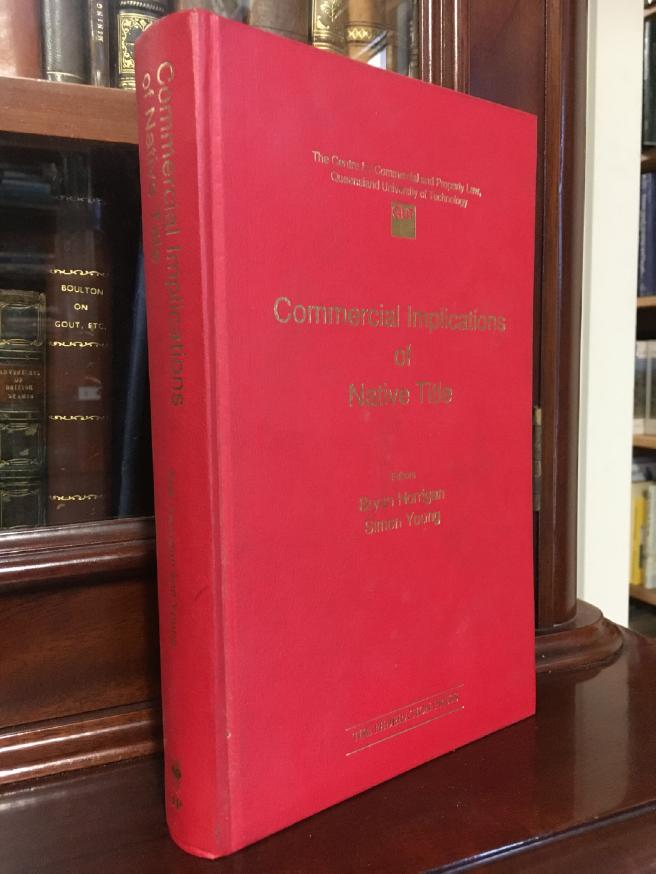 The Centre for Commercial and Property Law,
Queensland University of Technology
QUT
Commercial Implications
of
Native Title
Editors
Bryan Horrigan
Simon Young
THE FEDERATION PRESS
Commercial Implications
of Native Title
BOULTON
ON
GOUT, ETC.